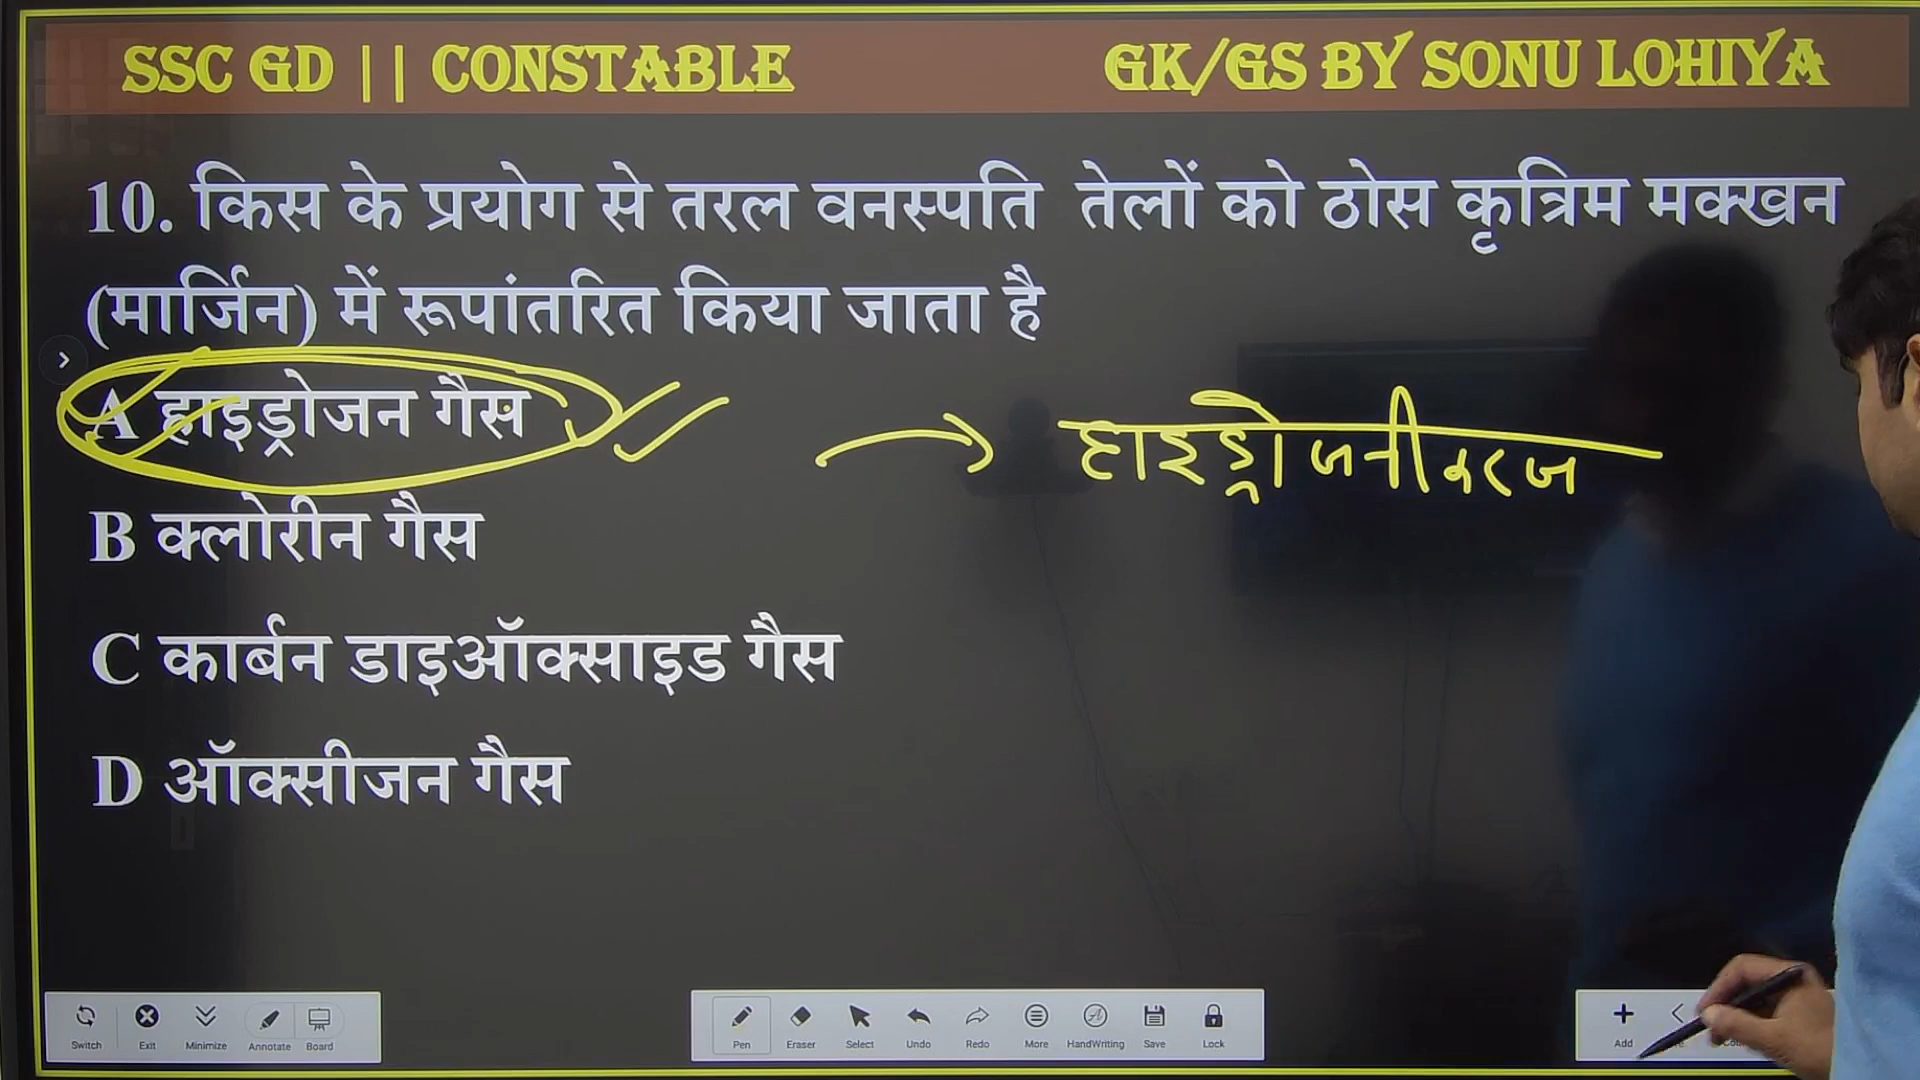 SSC GD || CONSTABLE GK/GS BY SONU LOHIYA
10. किस के प्रयोग से तरल वनस्पति तेलों को ठोस कृत्रिम मक्खन
(मार्जिन) में रूपांतरित किया जाता है
A हाइड्रोजन गैस
हाइड्रोजनीकरज
B क्लोरीन गैस
C कार्बन डाइऑक्साइड गैस
D ऑक्सीजन गैस
Switch Exit Minimize Annotate Board Pen Eraser Select Undo Redo More HandWriting Save Lock Add